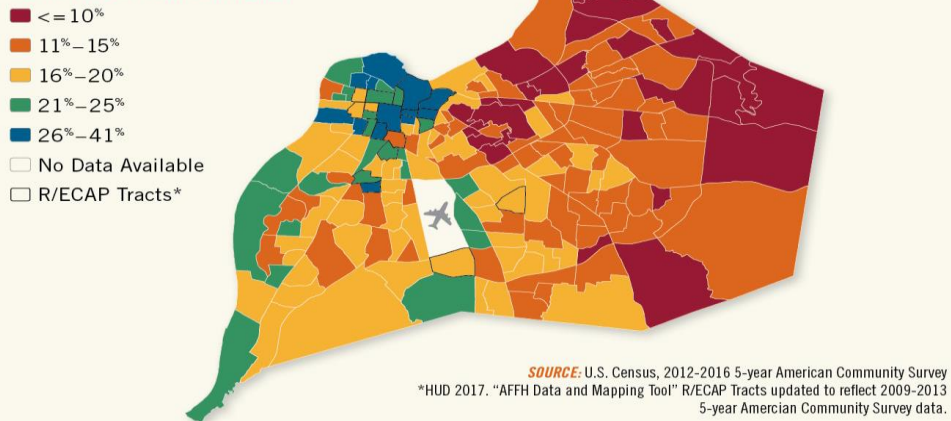 <=10%
11%–15%
16%–20%
21%–25%
26%–41%
No Data Available
R/ECAP Tracts*
SOURCE: U.S. Census, 2012-2016 5-year American Community Survey
*HUD 2017. “AFFH Data and Mapping Tool” R/ECAP Tracts updated to reflect 2009-2013
5-year Amercian Community Survey data.